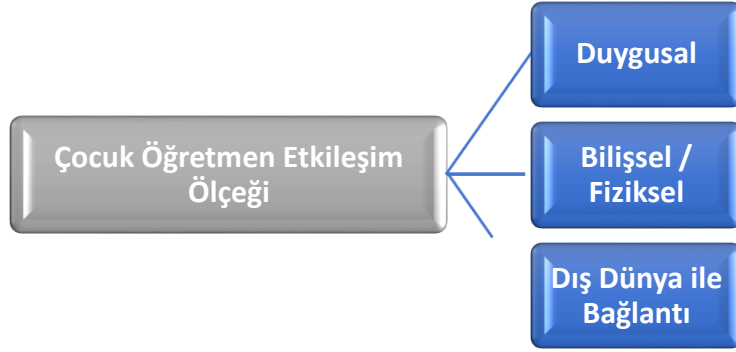 Duygusal
Çocuk Öğretmen Etkileşim
Ölçeği
Bilişsel /
Fiziksel
Dış Dünya ile
Bağlantı